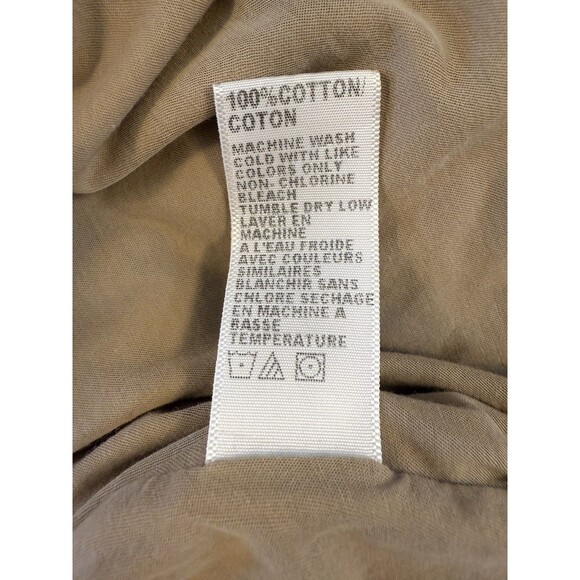 100%COTTON/
COTON
MACHINE WASH
COLD WITH LIKE
COLORS ONLY
NON- CHLORINE
BLEACH
TUMBLE DRY LOW
LAVER EN
MACHINE
A L'EAU FROIDE
AVEC COULEURS
SIMILAIRES
BLANCHIR SANS
CHLORE SECHAGE
EN MACHINE A
BASSE
TEMPERATURE